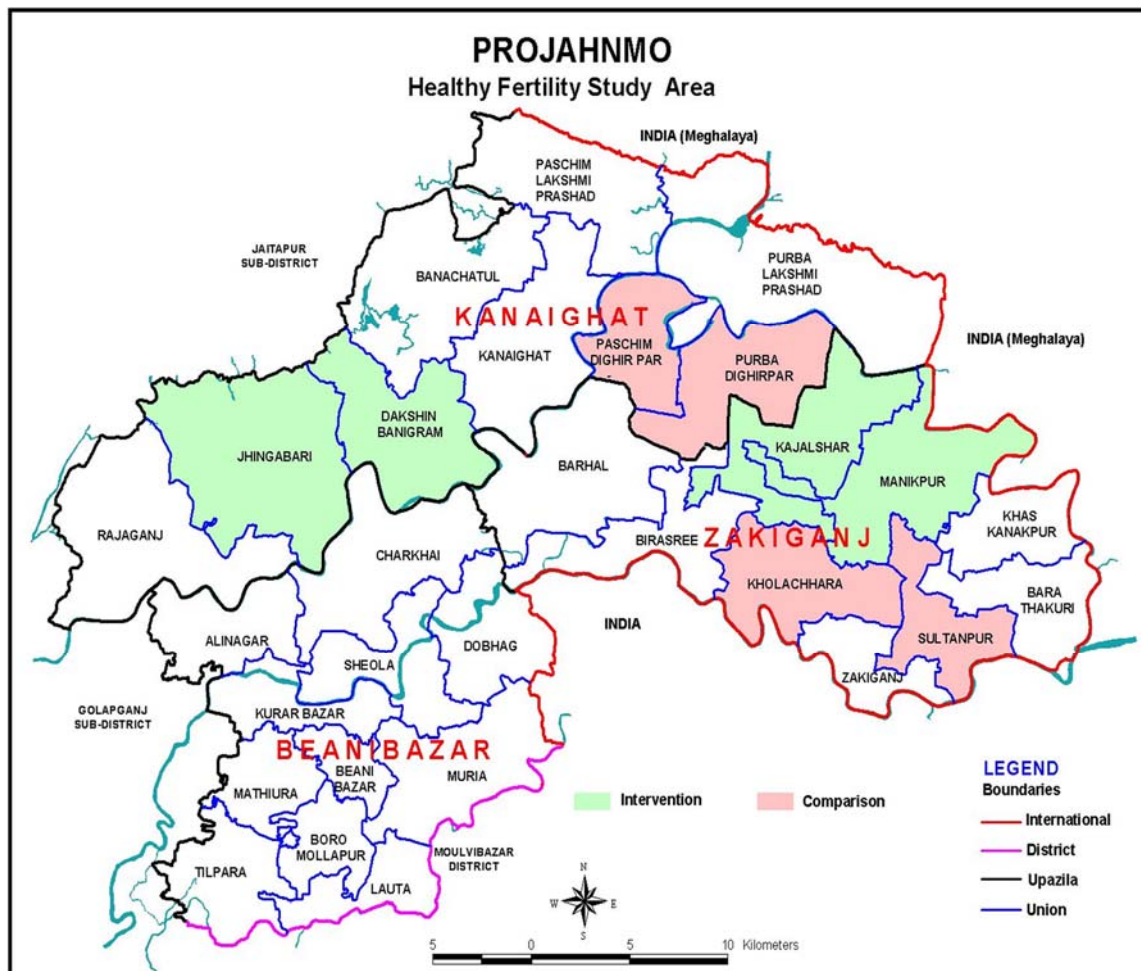 PROJAHNMO
Healthy Fertility Study Area
INDIA (Meghalaya)
PASCHIM
LAKSHMI
PRASHAD
JAITAPUR
SUB-DISTRICT
BANACHATUL
PURBA
LAKSHMI
PRASHAD
KANAIGHAT
KANAIGHAT
PASCHIM
DIGHIR PAR
PURBA
DIGHIRPAR
INDIA (Meghalaya)
DAKSHIN
BANIGRAM
JHINGABARI
KAJALSHAR
BARHAL
MANIKPUR
RAJAGANJ
CHARKHAI
BIRASREE
ZAKIGANJ
KHAS
KANAKPUR
KHOLACHHARA
BARA
THAKURI
INDIA
ALINAGAR
SHEOLA
DOBHAG
SULTANPUR
ZAKIGANJ
GOLAPGANJ
SUB-DISTRICT
KURAR BAZAR
BEANIBAZAR
BEANI
BAZAR
MURIA
MATHIURA
BORO
MOLLAPUR
MOULVIBAZAR
DISTRICT
TILPARA
LAUTA
Intervention
Comparison
LEGEND
Boundaries
International
District
Upazila
Union
N
W E
S
5 0 5 10 Kilometers